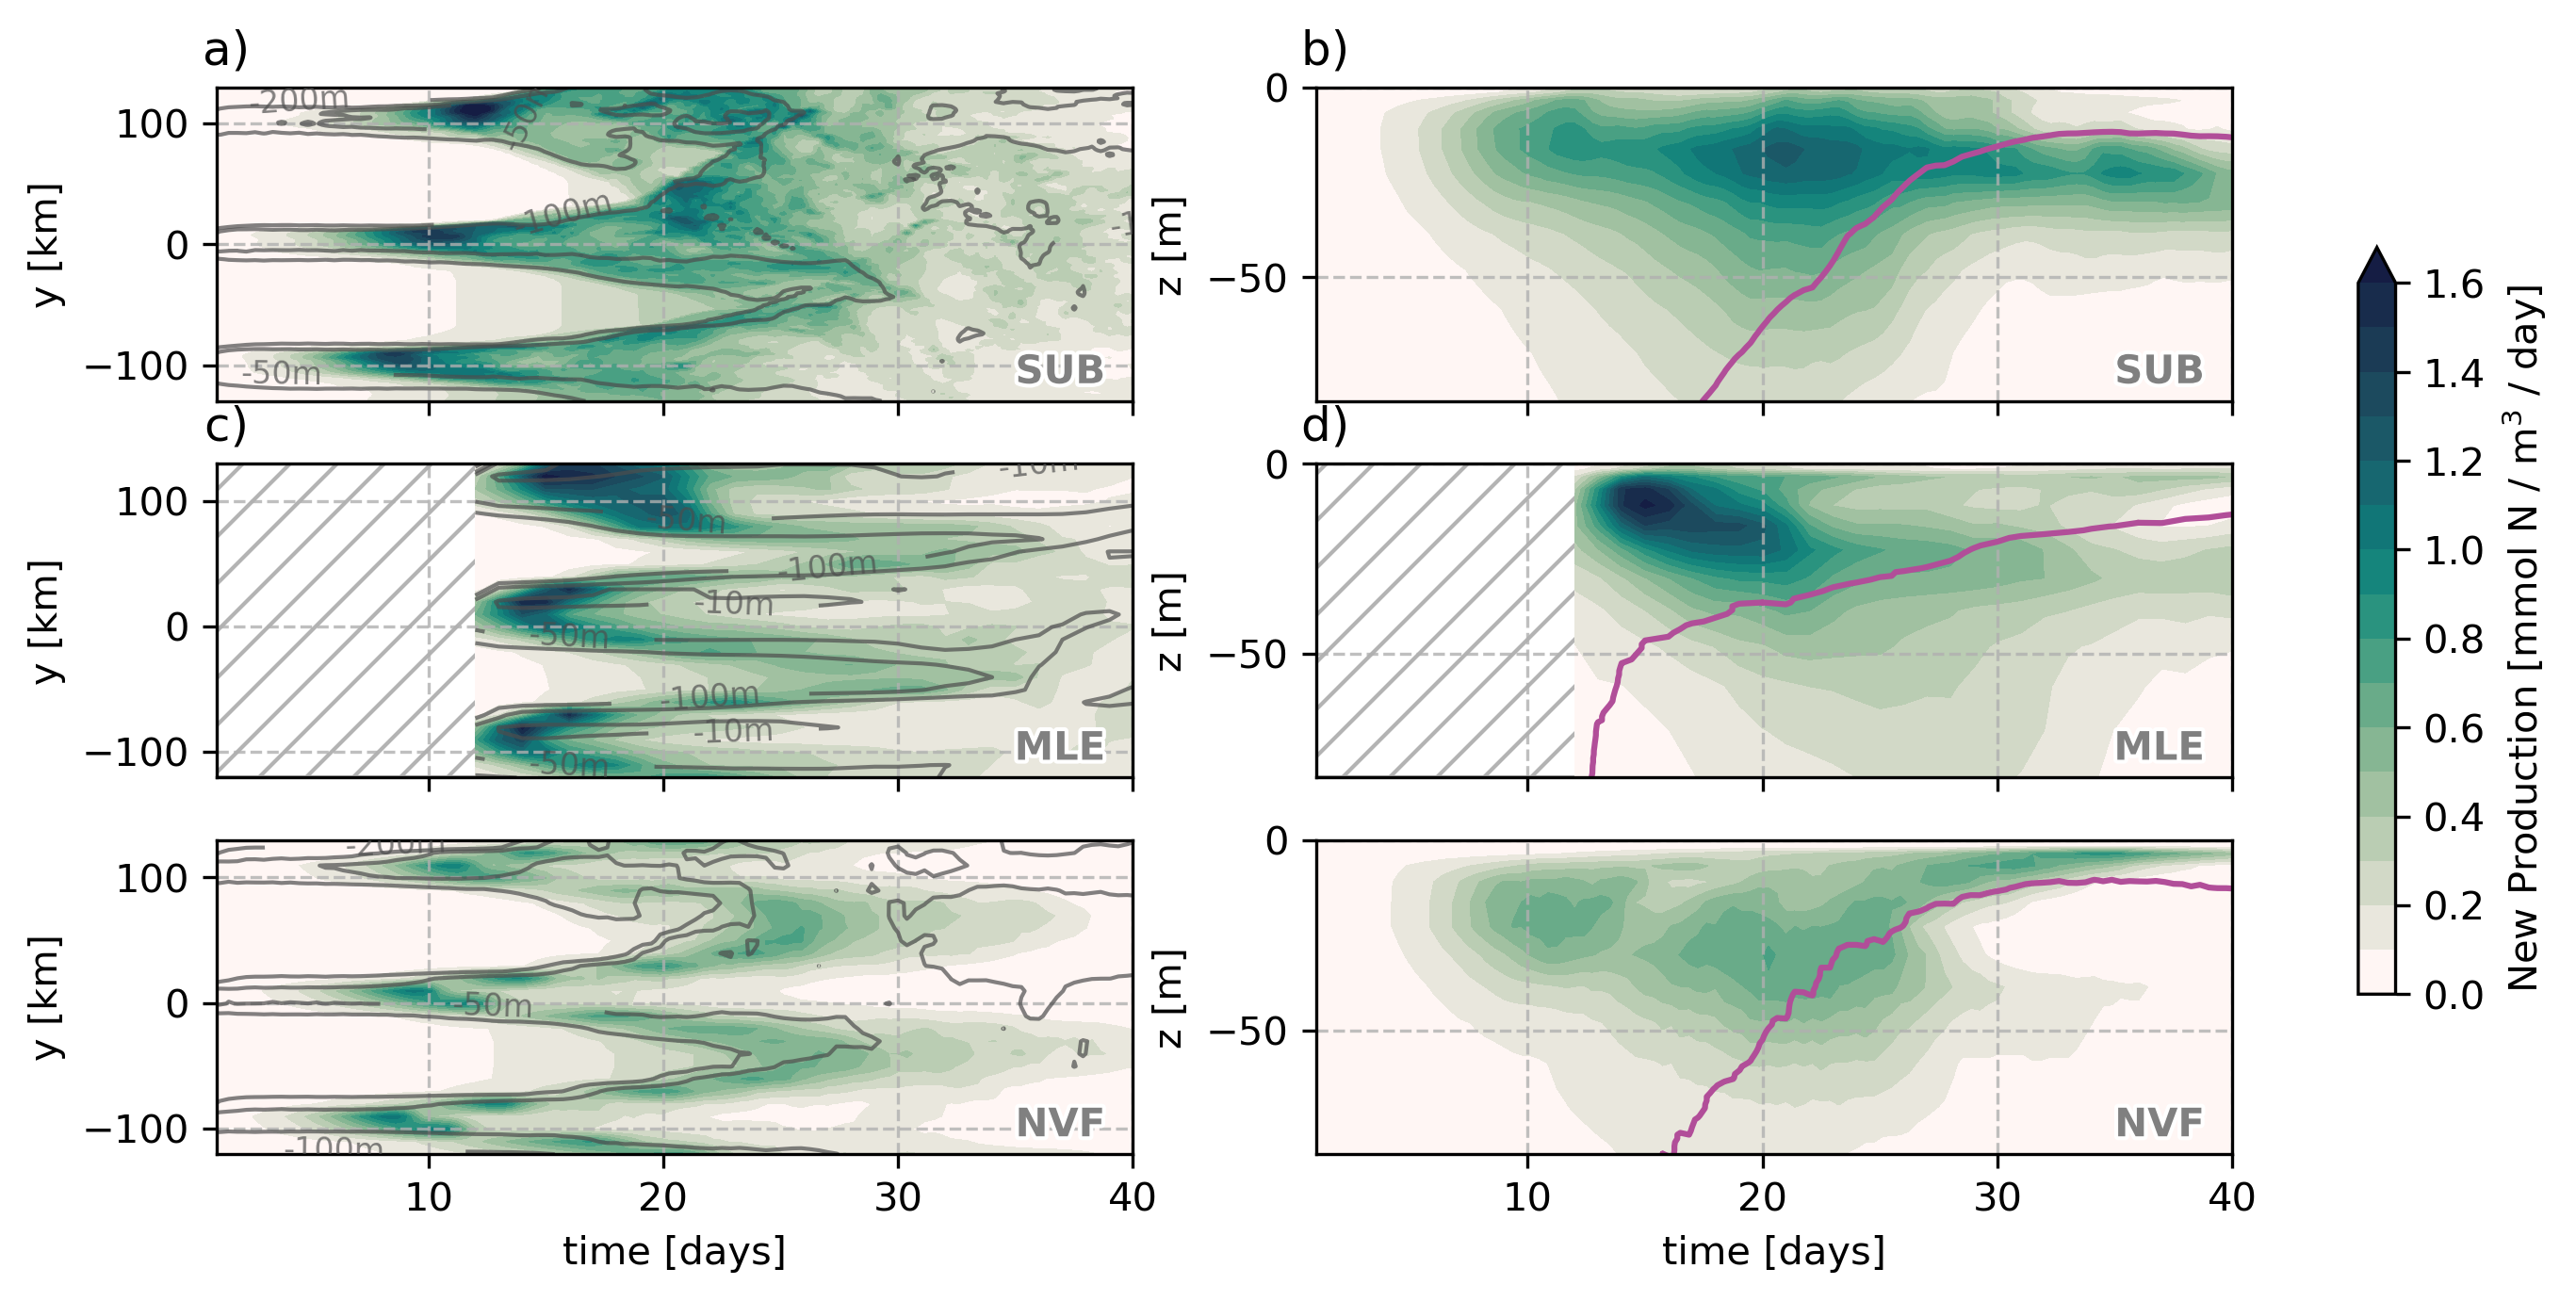 a)
-200m
-50m
100
0
−100
y [km]
-100m
-50m
SUB
b)
0
−50
z [m]
SUB
c)
-10m
100
0
−100
y [km]
-50m
-100m
-10m
-50m
-100m
-10m
-50m
MLE
d)
0
−50
z [m]
MLE
-200m
100
0
−100
y [km]
-50m
-100m
NVF
10
20
30
40
time [days]
0
−50
z [m]
NVF
10
20
30
40
time [days]
1.6
1.4
1.2
1.0
0.8
0.6
0.4
0.2
0.0
New Production [mmol N / m³ / day]